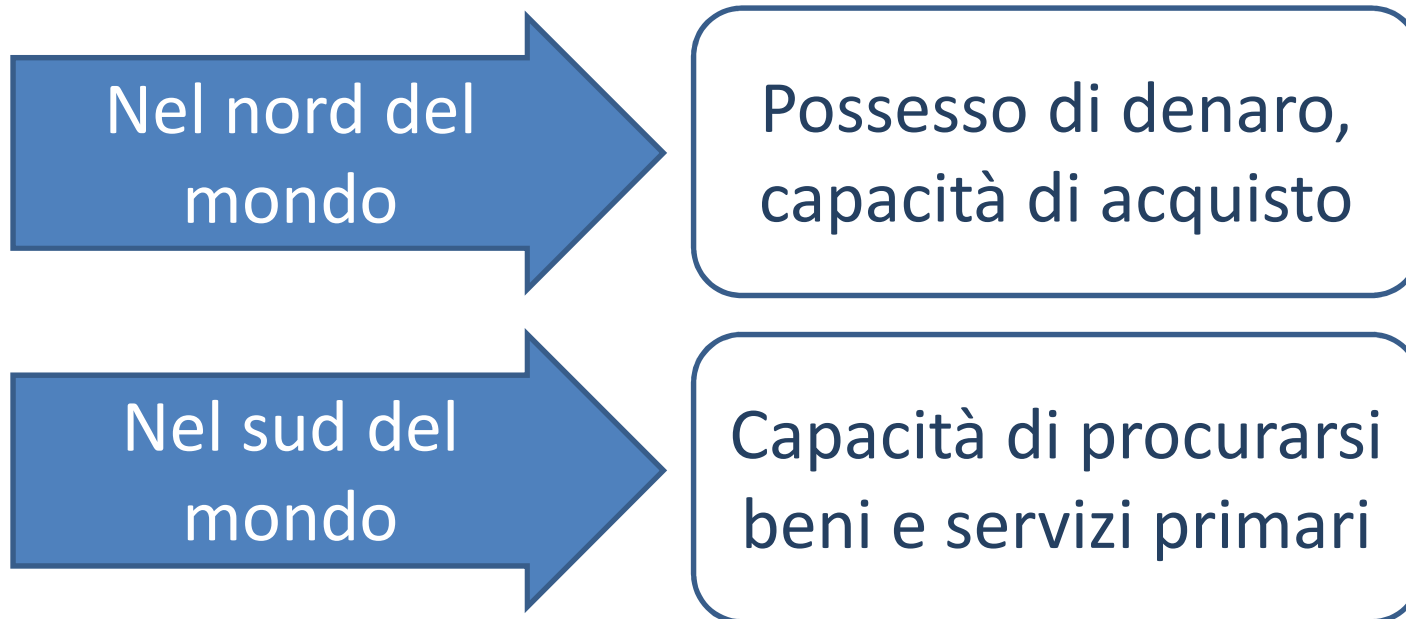 Nel nord del
mondo
Possesso di denaro,
capacità di acquisto
Nel sud del
mondo
Capacità di procurarsi
beni e servizi primari